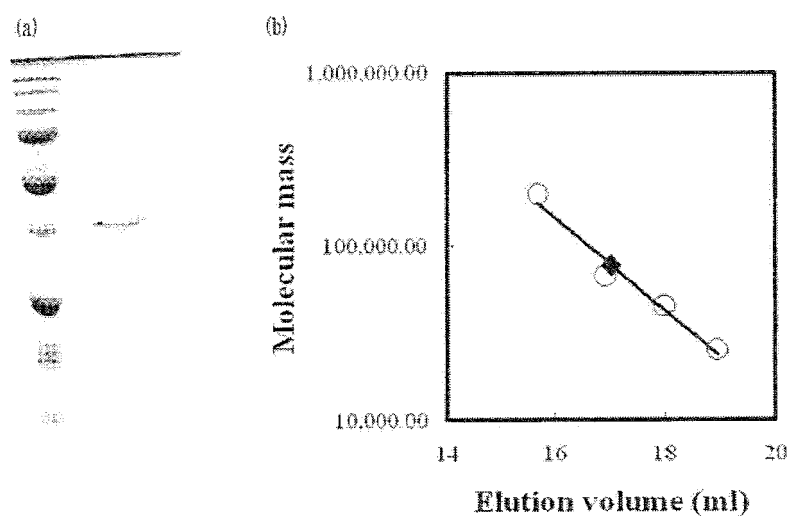 (a)
(b)
1,000,000.00
100,000.00
10,000.00
Molecular mass
14
16
18
20
Elution volume (ml)